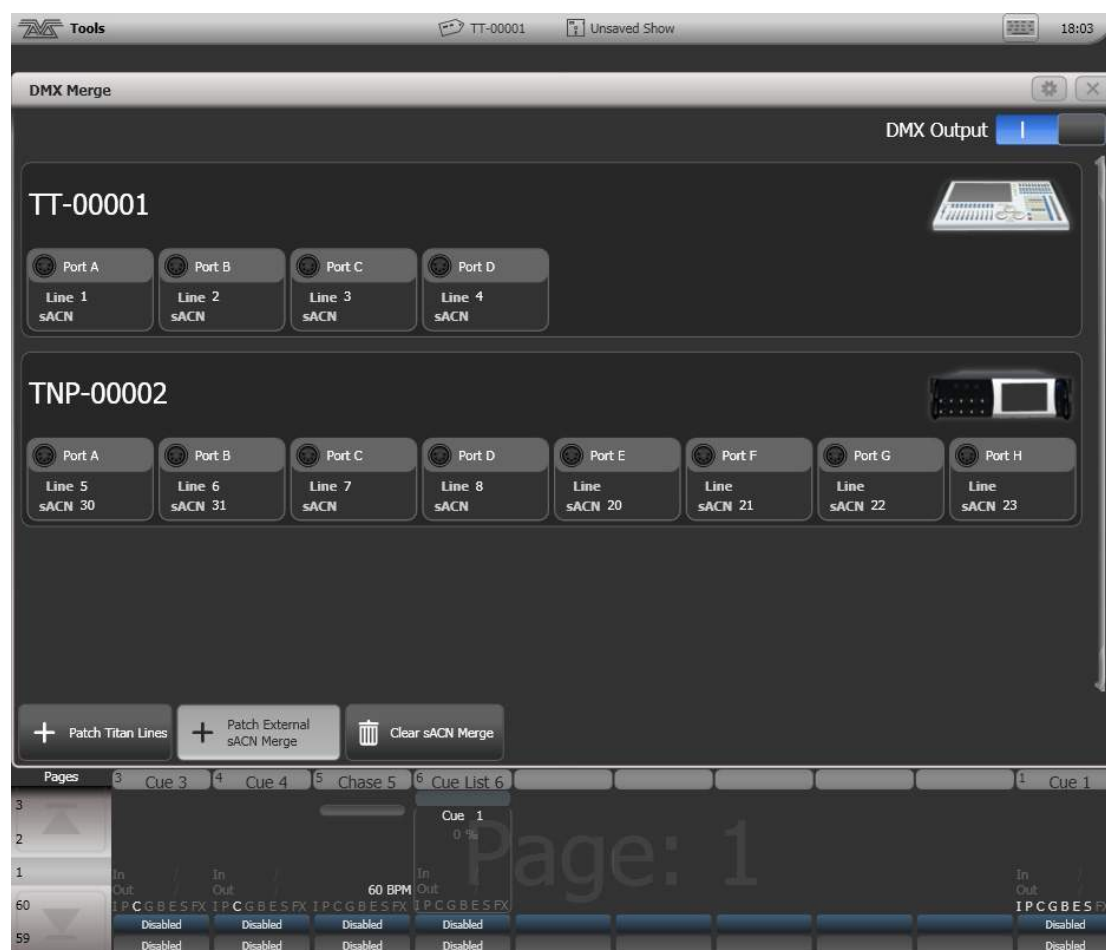 Tools TT-00001 Unsaved Show 18:03
DMX Merge
DMX Output
TT-00001
Port A Port B Port C Port D
Line 1 Line 2 Line 3 Line 4
sACN sACN sACN sACN
TNP-00002
Port A Port B Port C Port D Port E Port F Port G Port H
Line 5 Line 6 Line 7 Line 8 Line Line Line Line
sACN 30 sACN 31 sACN sACN sACN 20 sACN 21 sACN 22 sACN 23
Patch Titan Lines Patch External sACN Merge Clear sACN Merge
Pages 3 Cue 3 4 Cue 4 5 Chase 5 6 Cue List 6 1 Cue 1
3 Cue 1
2 0 % Page: 1
1 In / In / In In /
Out / Out / 60 BPM Out Out /
60 I P C G B E S FX I P C G B E S FX I P C G B E S FX I P C G B E S FX I P C G B E S FX
Disabled Disabled Disabled Disabled Disabled
59 Disabled Disabled Disabled Disabled Disabled